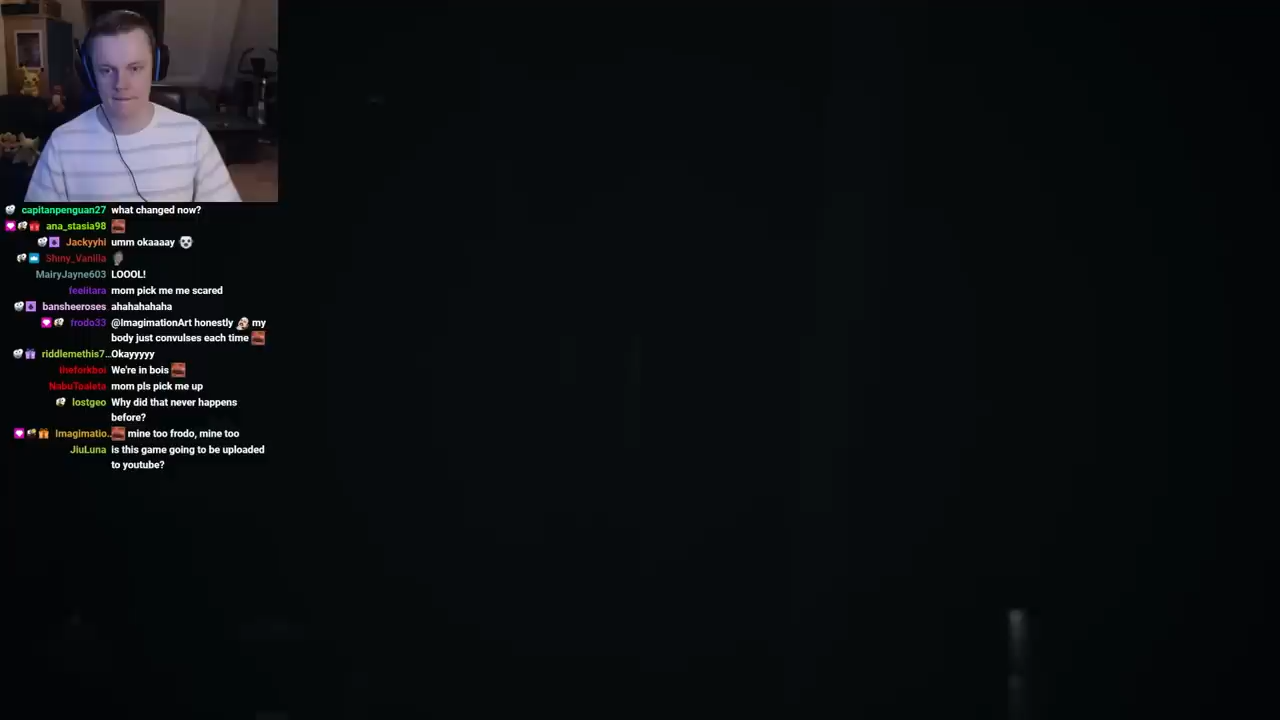 capitanpenguan27 what changed now?
ana_stasia98
Jackyyhi umm okaaaay
Shiny_Vanilla
MairyJayne603 LOOOL!
feelilara mom pick me me scared
bansheeroses ahahahahaha
frodo33 @ImaginationArt honestly my
body just convulses each time
riddlemethis7… Okayyyyy
theforkboi We're in bois
NabuToaleta mom pls pick me up
lostgeo Why did that never happens
before?
Imaginatio… mine too frodo, mine too
JiuLuna is this game going to be uploaded
to youtube?